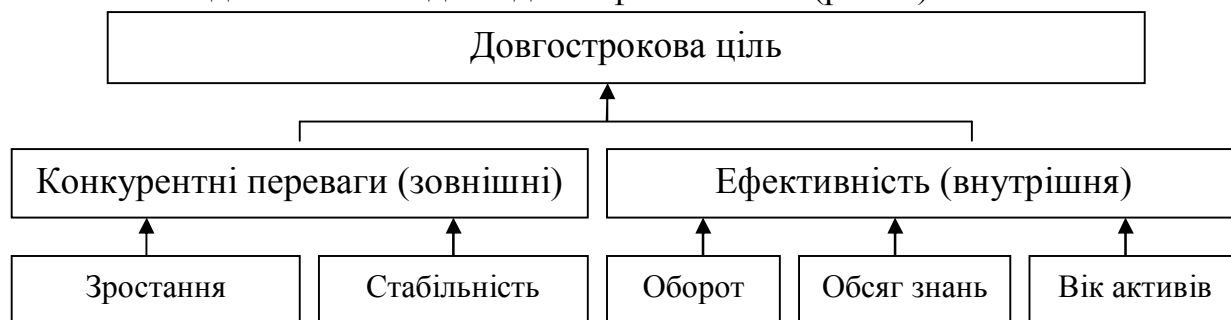 Довгострокова ціль
Конкурентні переваги (зовнішні)
Ефективність (внутрішня)
Зростання
Стабільність
Оборот
Обсяг знань
Вік активів